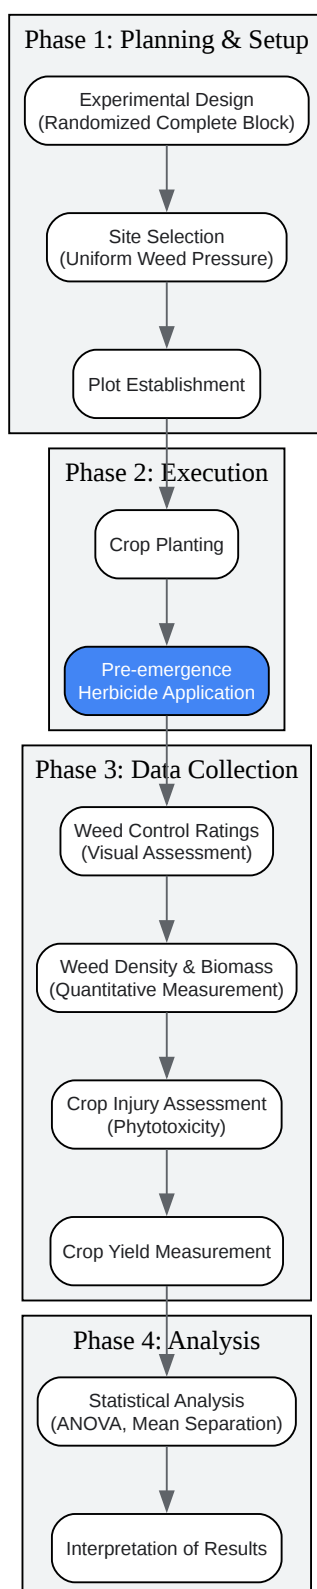 Phase 1: Planning & Setup
Experimental Design
(Randomized Complete Block)
Site Selection
(Uniform Weed Pressure)
Plot Establishment
Phase 2: Execution
Crop Planting
Pre-emergence
Herbicide Application
Phase 3: Data Collection
Weed Control Ratings
(Visual Assessment)
Weed Density & Biomass
(Quantitative Measurement)
Crop Injury Assessment
(Phytotoxicity)
Crop Yield Measurement
Phase 4: Analysis
Statistical Analysis
(ANOVA, Mean Separation)
Interpretation of Results